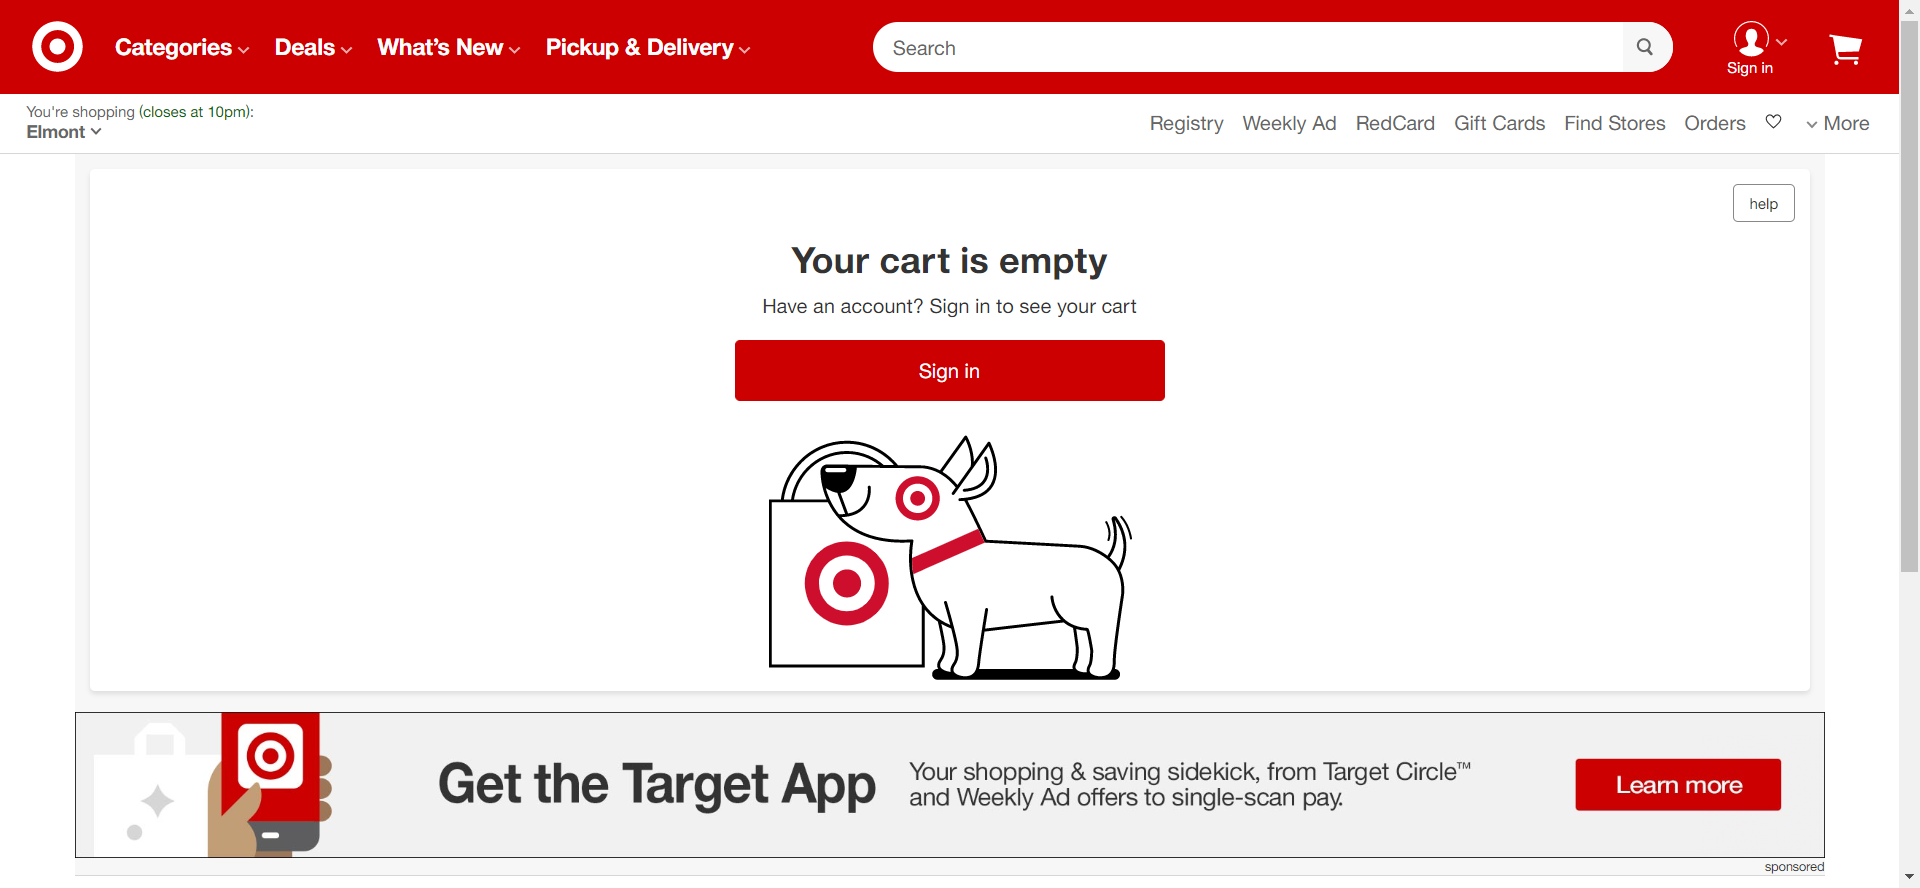 Categories Deals What's New Pickup & Delivery
Search
Sign in
You're shopping (closes at 10pm):
Elmont
Registry Weekly Ad RedCard Gift Cards Find Stores Orders More
help
Your cart is empty
Have an account? Sign in to see your cart
Sign in
Get the Target App
Your shopping & saving sidekick, from Target Circle™
and Weekly Ad offers to single-scan pay.
Learn more
sponsored